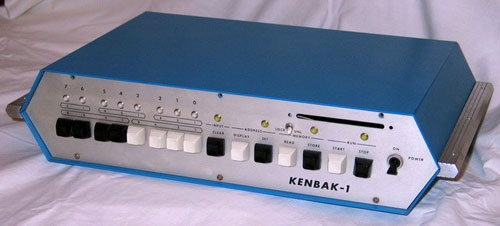 7 6 5 4 3 2 1 0
INPUT ADDRESS LOCK UNL MEMORY RUN
CLEAR DISPLAY SET READ STORE START STOP
ON
POWER
KENBAK-1